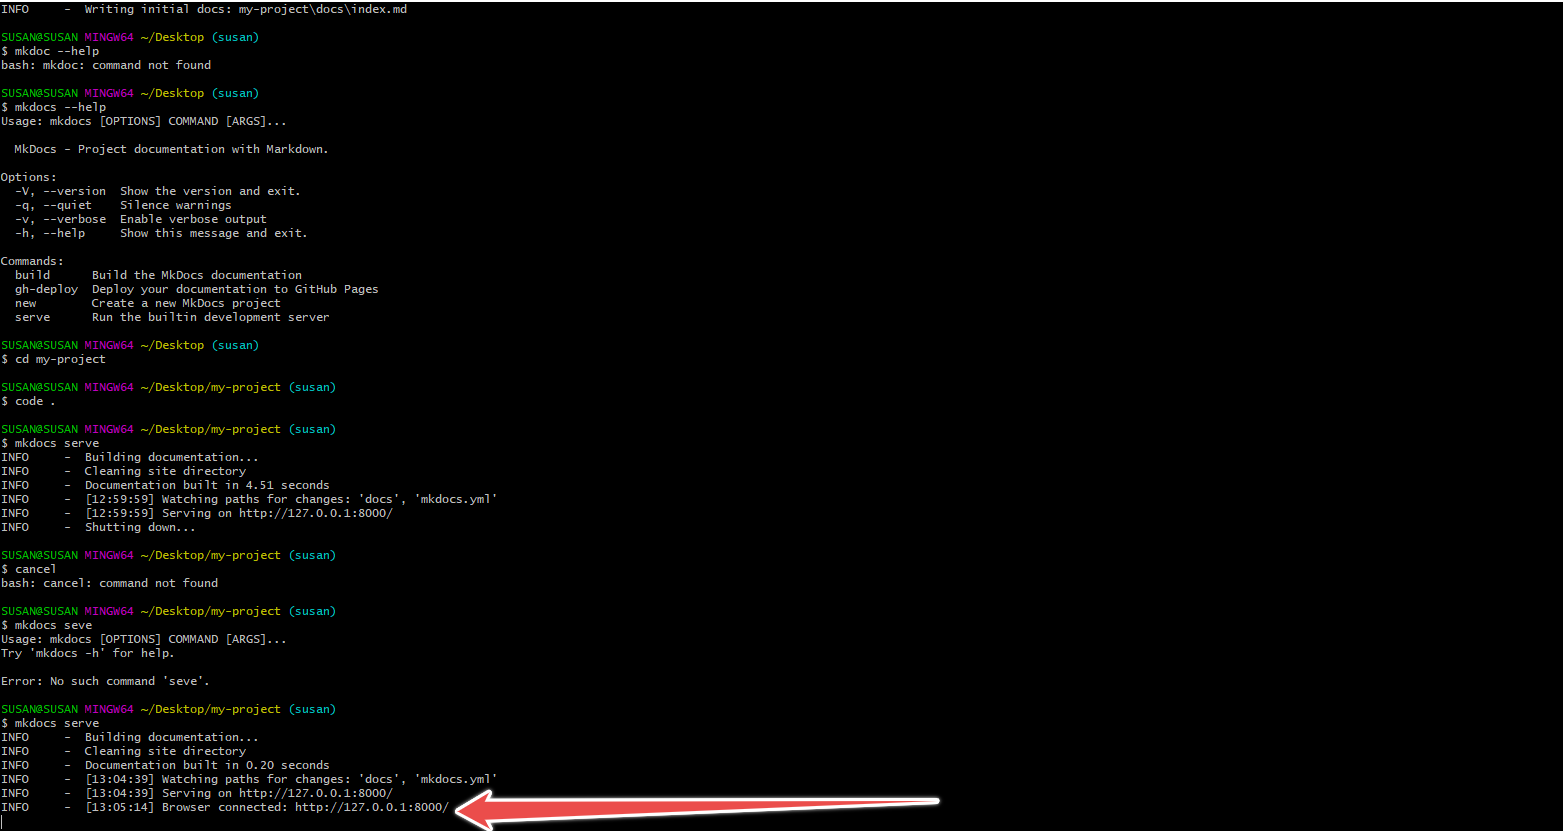 INFO     -  Writing initial docs: my-project\docs\index.md
SUSAN@SUSAN MINGW64 ~/Desktop (susan)
$ mkdoc --help
bash: mkdoc: command not found
SUSAN@SUSAN MINGW64 ~/Desktop (susan)
$ mkdocs --help
Usage: mkdocs [OPTIONS] COMMAND [ARGS]...
  MkDocs - Project documentation with Markdown.
Options:
  -V, --version  Show the version and exit.
  -q, --quiet    Silence warnings
  -v, --verbose  Enable verbose output
  -h, --help     Show this message and exit.
Commands:
  build      Build the MkDocs documentation
  gh-deploy  Deploy your documentation to GitHub Pages
  new        Create a new MkDocs project
  serve      Run the builtin development server
SUSAN@SUSAN MINGW64 ~/Desktop (susan)
$ cd my-project
SUSAN@SUSAN MINGW64 ~/Desktop/my-project (susan)
$ code .
SUSAN@SUSAN MINGW64 ~/Desktop/my-project (susan)
$ mkdocs serve
INFO     -  Building documentation...
INFO     -  Cleaning site directory
INFO     -  Documentation built in 4.51 seconds
INFO     -  [12:59:59] Watching paths for changes: 'docs', 'mkdocs.yml'
INFO     -  [12:59:59] Serving on http://127.0.0.1:8000/
INFO     -  Shutting down...
SUSAN@SUSAN MINGW64 ~/Desktop/my-project (susan)
$ cancel
bash: cancel: command not found
SUSAN@SUSAN MINGW64 ~/Desktop/my-project (susan)
$ mkdocs seve
Usage: mkdocs [OPTIONS] COMMAND [ARGS]...
Try 'mkdocs -h' for help.
Error: No such command 'seve'.
SUSAN@SUSAN MINGW64 ~/Desktop/my-project (susan)
$ mkdocs serve
INFO     -  Building documentation...
INFO     -  Cleaning site directory
INFO     -  Documentation built in 0.20 seconds
INFO     -  [13:04:39] Watching paths for changes: 'docs', 'mkdocs.yml'
INFO     -  [13:04:39] Serving on http://127.0.0.1:8000/
INFO     -  [13:05:14] Browser connected: http://127.0.0.1:8000/